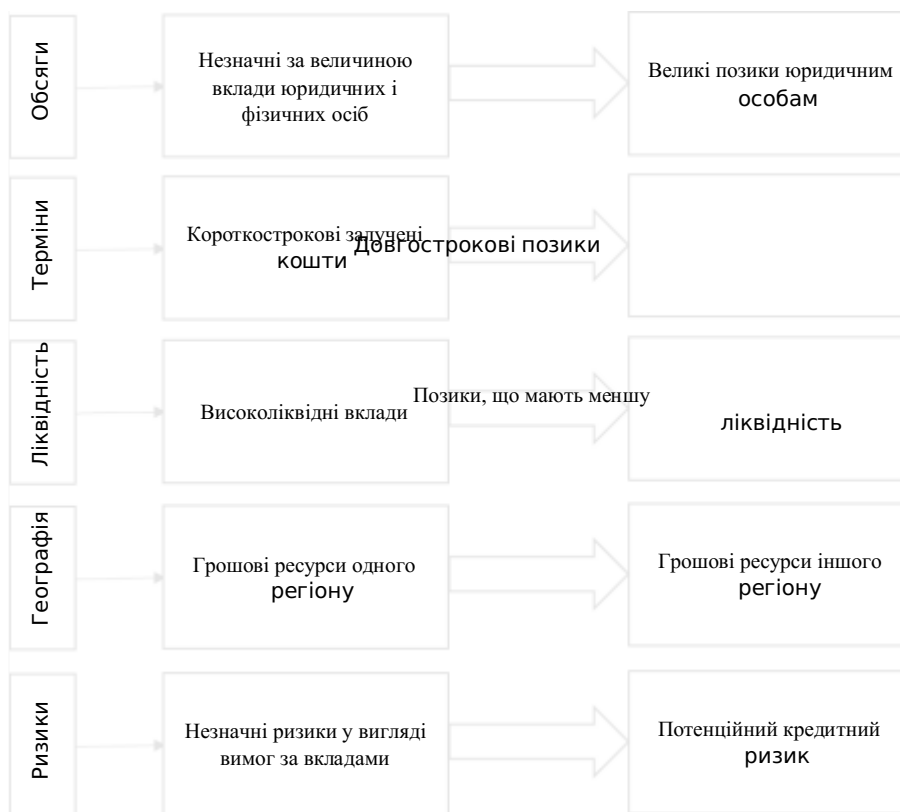 Обсяги
Незначні за величиною
вклади юридичних і
фізичних осіб
Великі позики юридичним
особам
Терміни
Короткострокові залучені
кошти
Довгострокові позики
Ліквідність
Високоліквідні вклади
Позики, що мають меншу
ліквідність
Географія
Грошові ресурси одного
регіону
Грошові ресурси іншого
регіону
Ризики
Незначні ризики у вигляді
вимог за вкладами
Потенційний кредитний
ризик